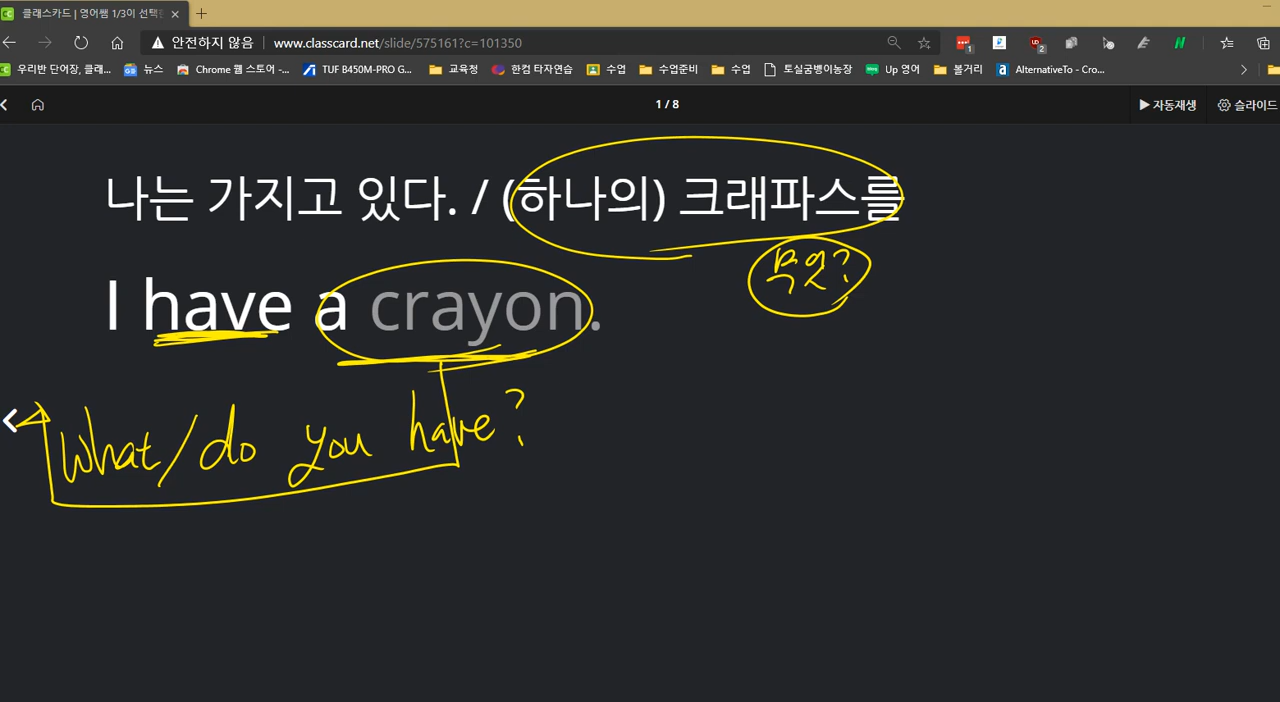 클래스카드 | 영어쌤 1/3이 선택한
안전하지 않음 | www.classcard.net/slide/575161?c=101350
우리반 단어장, 클래... 뉴스 Chrome 웹 스토어 -... TUF B450M-PRO G... 교육청 한컴 타자연습 수업 수업준비 수업 토실굼벵이농장 Up 영어 볼거리 AlternativeTo - Cro...
1 / 8 자동재생 슬라이드
나는 가지고 있다. / (하나의) 크래파스를
무엇?
I have a crayon.
What/do you have?